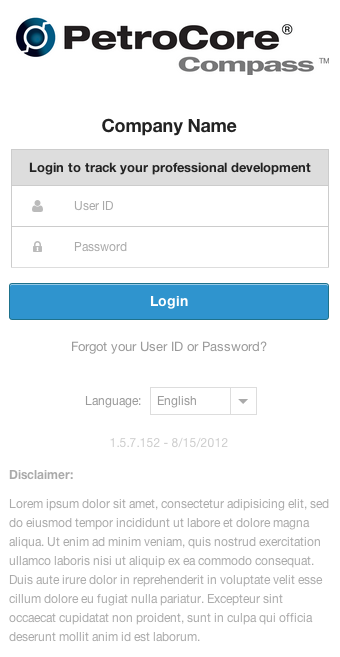 PetroCore®
Compass™
Company Name
Login to track your professional development
User ID
Password
Login
Forgot your User ID or Password?
Language: English
1.5.7.152 - 8/15/2012
Disclaimer:
Lorem ipsum dolor sit amet, consectetur adipisicing elit, sed
do eiusmod tempor incididunt ut labore et dolore magna
aliqua. Ut enim ad minim veniam, quis nostrud exercitation
ullamco laboris nisi ut aliquip ex ea commodo consequat.
Duis aute irure dolor in reprehenderit in voluptate velit esse
cillum dolore eu fugiat nulla pariatur. Excepteur sint
occaecat cupidatat non proident, sunt in culpa qui officia
deserunt mollit anim id est laborum.